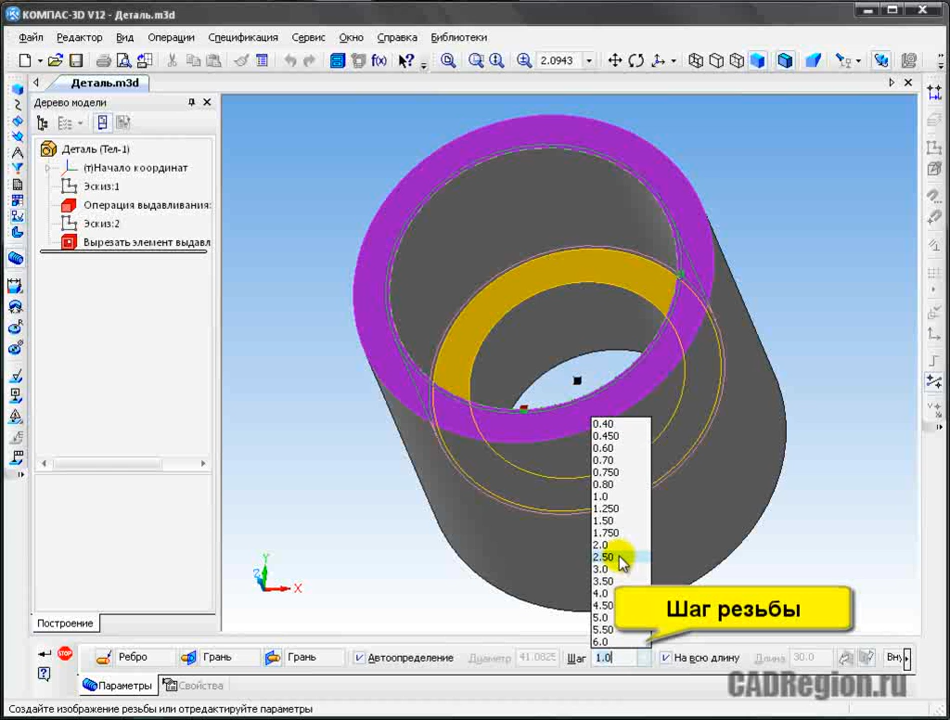 КОМПАС-3D V12 - Деталь.m3d
Файл Редактор Вид Операции Спецификация Сервис Окно Справка Библиотеки
f(x) 2.0943
Деталь.m3d
Дерево модели
Деталь (Тел-1)
(т)Начало координат
Эскиз:1
Операция выдавливания:
Эскиз:2
Вырезать элемент выдавл
0.40
0.450
0.60
0.70
0.750
0.80
1.0
1.250
1.50
1.750
2.0
2.50
3.0
3.50
4.0
4.50
5.0
5.50
6.0
Y
Z
X
Шаг резьбы
Построение
STOP Ребро Грань Грань Автоопределение Диаметр 41.0825 Шаг 1.0 На всю длину Длина 30.0 Вну
Параметры Свойства
CADRegion.ru
Создайте изображение резьбы или отредактируйте параметры